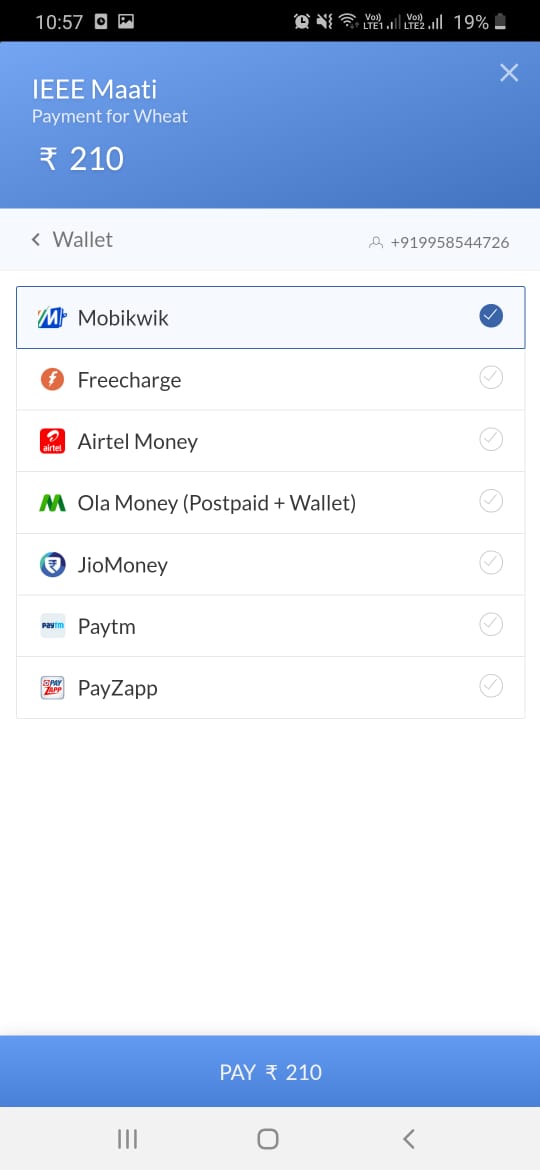 10:57 Vo)) LTE1 Vo)) LTE2 19%
IEEE Maati
Payment for Wheat
₹ 210
Wallet +919958544726
Mobikwik
Freecharge
airtel Airtel Money
Ola Money (Postpaid + Wallet)
₹ JioMoney
paytm Paytm
PAY ZAPP PayZapp
PAY ₹ 210